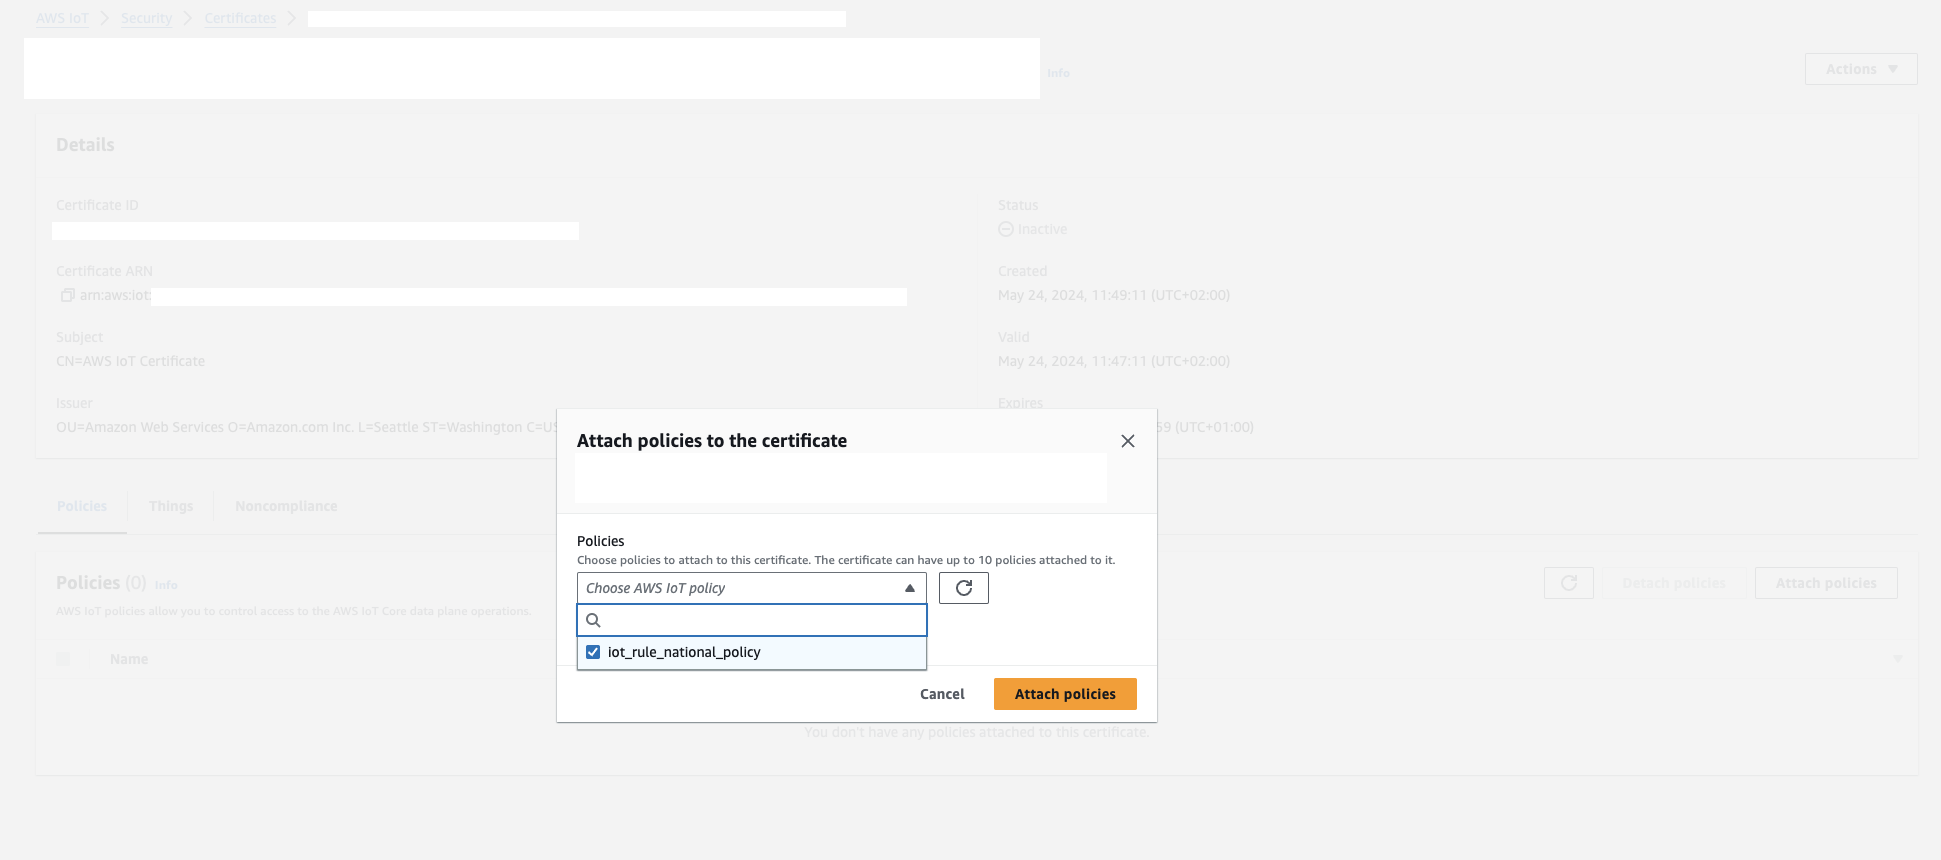 AWS IoT > Security > Certificates >
Info
Actions
Details
Certificate ID
Status
Inactive
Certificate ARN
arn:aws:iot:
Created
May 24, 2024, 11:49:11 (UTC+02:00)
Subject
CN=AWS IoT Certificate
Valid
May 24, 2024, 11:47:11 (UTC+02:00)
Issuer
OU=Amazon Web Services O=Amazon.com Inc. L=Seattle ST=Washington C=US
Expires
59 (UTC+01:00)
Attach policies to the certificate
Policies
Choose policies to attach to this certificate. The certificate can have up to 10 policies attached to it.
Choose AWS IoT policy
iot_rule_national_policy
Cancel
Attach policies
Policies
Things
Noncompliance
Policies (0) Info
AWS IoT policies allow you to control access to the AWS IoT Core data plane operations.
Detach policies
Attach policies
Name
You don't have any policies attached to this certificate.